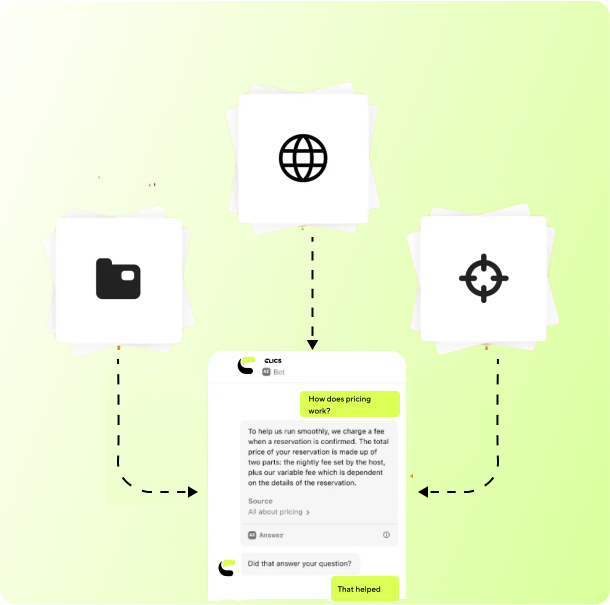 CLICS
AI Bot
How does pricing
work?
To help us run smoothly, we charge a fee
when a reservation is confirmed. The total
price of your reservation is made up of
two parts: the nightly fee set by the host,
plus our variable fee which is dependent
on the details of the reservation.
Source
All about pricing >
AI Answer
Did that answer your question?
That helped